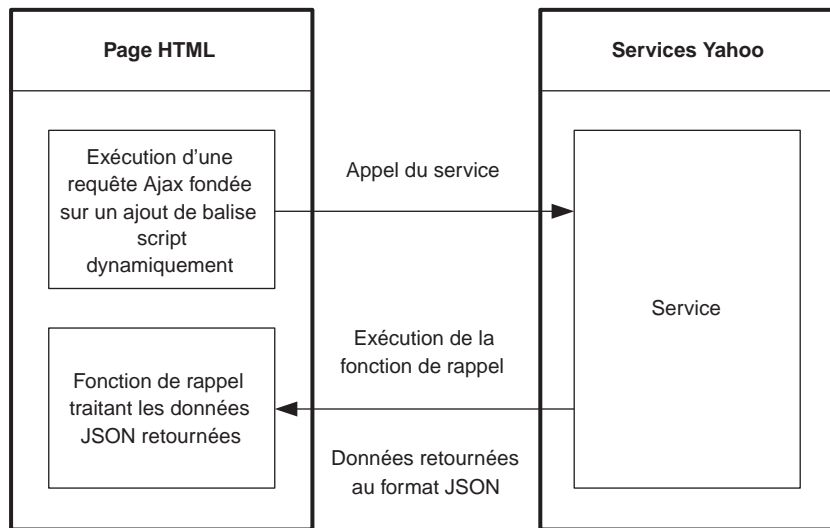 Page HTML
Services Yahoo
Exécution d’une
requête Ajax fondée
sur un ajout de balise
script
dynamiquement
Appel du service
Service
Exécution de la
fonction de rappel
Fonction de rappel
traitant les données
JSON retournées
Données retournées
au format JSON